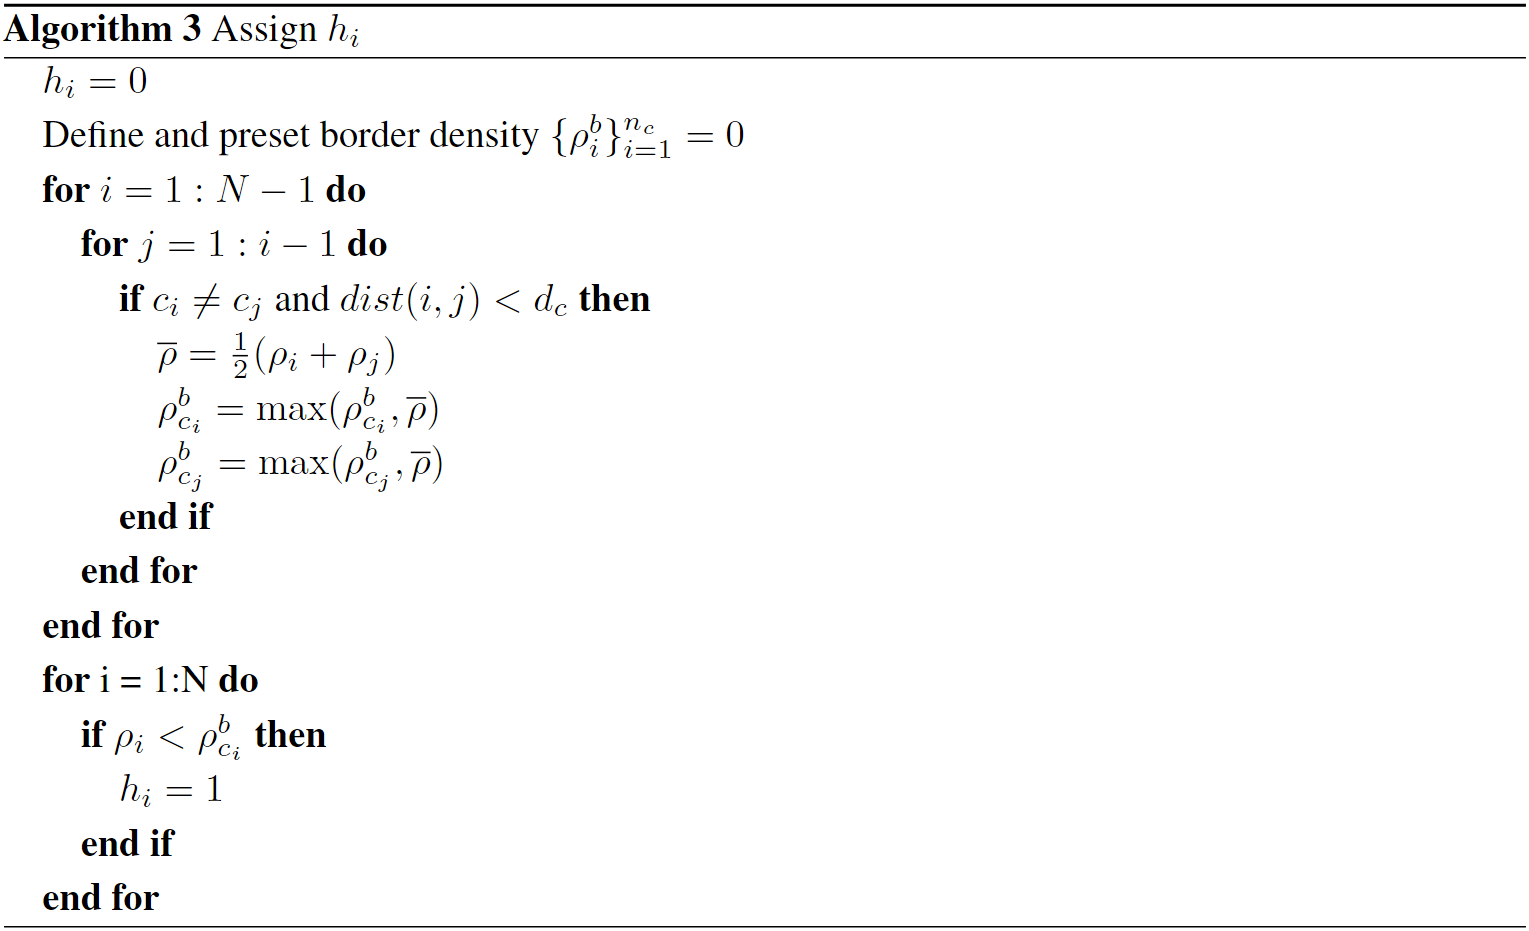 Algorithm 3 Assign $h_i$
$h_i = 0$
Define and preset border density $\{\rho_i^b\}_{i=1}^{n_c} = 0$
for $i = 1 : N - 1$ do
for $j = 1 : i - 1$ do
if $c_i \neq c_j$ and $dist(i, j) < d_c$ then
$\overline{\rho} = \frac{1}{2}(\rho_i + \rho_j)$
$\rho_{c_i}^b = \max(\rho_{c_i}^b, \overline{\rho})$
$\rho_{c_j}^b = \max(\rho_{c_j}^b, \overline{\rho})$
end if
end for
end for
for i = 1:N do
if $\rho_i < \rho_{c_i}^b$ then
$h_i = 1$
end if
end for